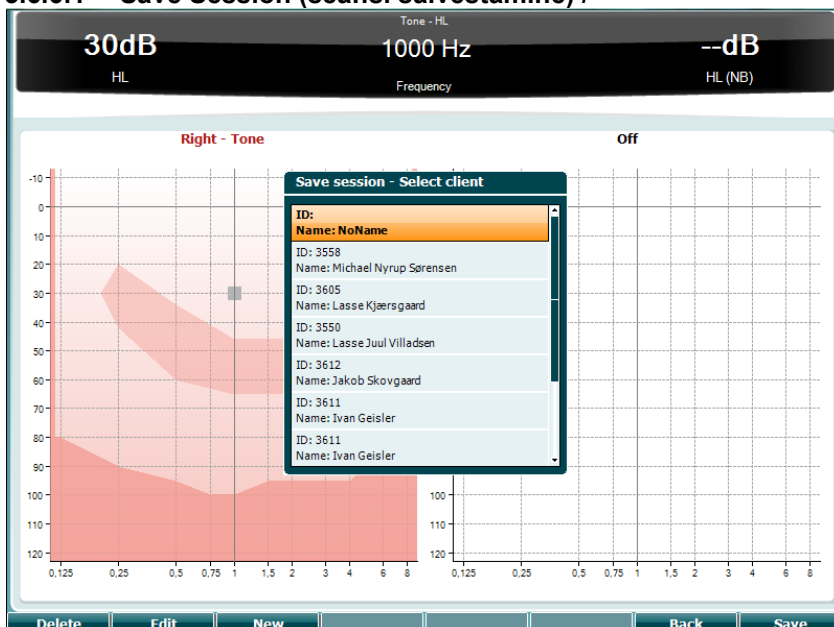 Save Session (seansi salvestamine) /
Tone - HL
30dB
1000 Hz
--dB
HL
HL (NB)
Frequency
Right - Tone
Off
Save session - Select client
ID:
Name: NoName
ID: 3558
Name: Michael Nyrup Sørensen
ID: 3605
Name: Lasse Kjærsgaard
ID: 3550
Name: Lasse Juul Villadsen
ID: 3612
Name: Jakob Skovgaard
ID: 3611
Name: Ivan Geisler
ID: 3611
Name: Ivan Geisler
-10
0
10
20
30
40
50
60
70
80
90
100
110
120
100
110
120
0,125 0,25 0,5 0,75 1 1,5 2 3 4 6 8
0,125 0,25 0,5 0,75 1 1,5 2 3 4 6 8
Delete Edit New Back Save